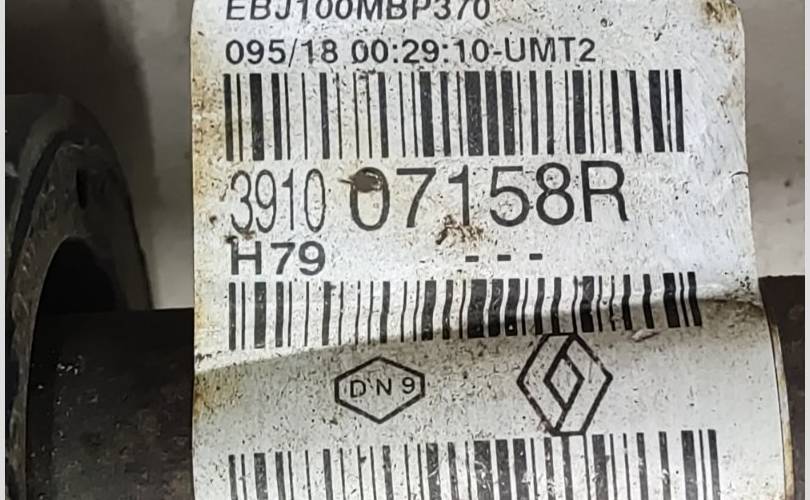 EBJ100MBP370
095/18 00:29:10-UMT2
3910 07158R
H79 ---
DN9